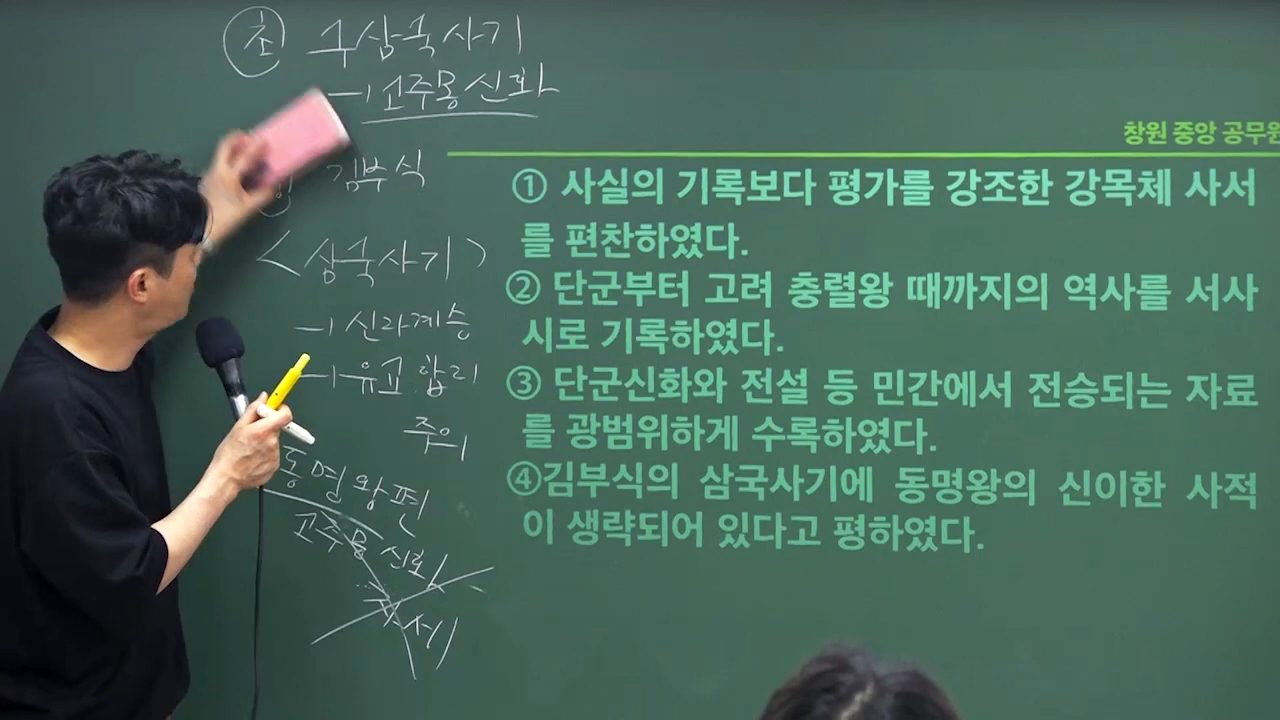 초 구삼국사기
고주몽 신화
김부식
<삼국사기>
신라계승
유교 합리
주의
동명왕편
고주몽 신화
창원 중앙 공무원
① 사실의 기록보다 평가를 강조한 강목체 사서
를 편찬하였다.
② 단군부터 고려 충렬왕 때까지의 역사를 서사
시로 기록하였다.
③ 단군신화와 전설 등 민간에서 전승되는 자료
를 광범위하게 수록하였다.
④김부식의 삼국사기에 동명왕의 신이한 사적
이 생략되어 있다고 평하였다.